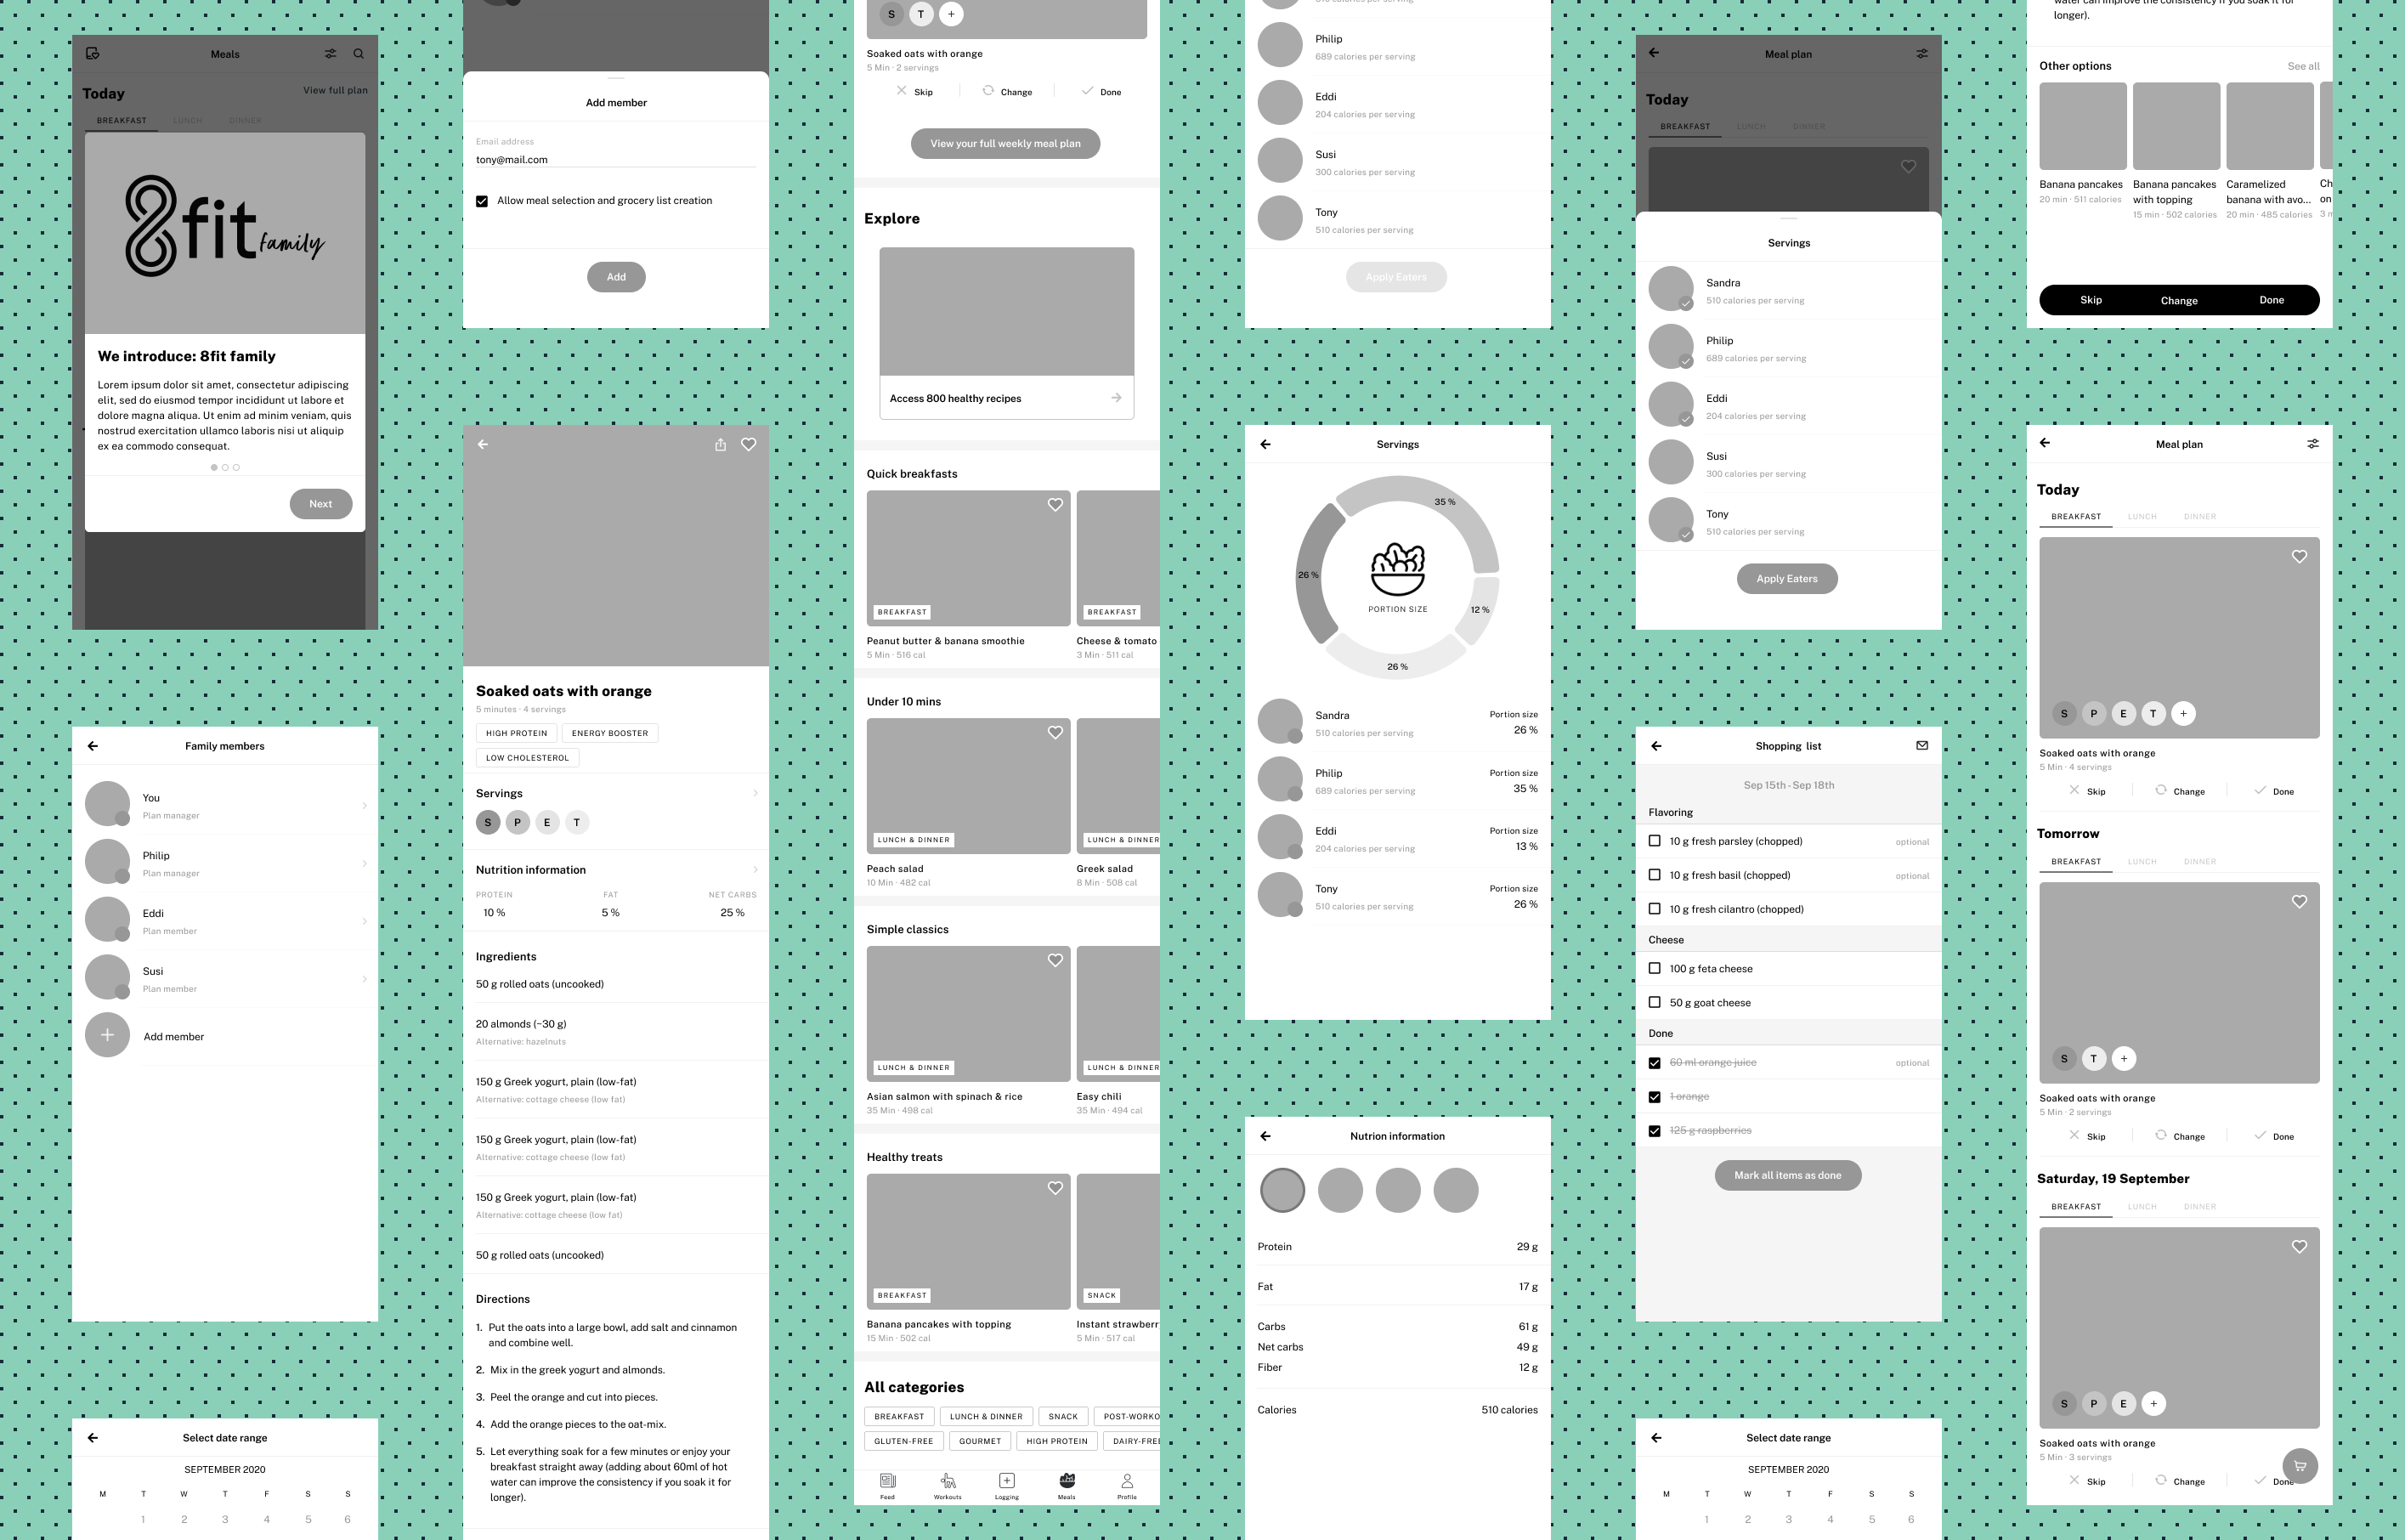 Meals
Today
View full plan
BREAKFAST LUNCH DINNER
8fit family
We introduce: 8fit family
Lorem ipsum dolor sit amet, consectetur adipiscing
elit, sed do eiusmod tempor incididunt ut labore et
dolore magna aliqua. Ut enim ad minim veniam, quis
nostrud exercitation ullamco laboris nisi ut aliquip
ex ea commodo consequat.
Next
Family members
You
Plan manager
Philip
Plan manager
Eddi
Plan member
Susi
Plan member
Add member
Select date range
SEPTEMBER 2020
M T W T F S S
1 2 3 4 5 6
Add member
Email address
tony@mail.com
Allow meal selection and grocery list creation
Add
Soaked oats with orange
5 minutes · 4 servings
HIGH PROTEIN ENERGY BOOSTER
LOW CHOLESTEROL
Servings
S P E T
Nutrition information
PROTEIN FAT NET CARBS
10 % 5 % 25 %
Ingredients
50 g rolled oats (uncooked)
20 almonds (~30 g)
Alternative: hazelnuts
150 g Greek yogurt, plain (low-fat)
Alternative: cottage cheese (low fat)
150 g Greek yogurt, plain (low-fat)
Alternative: cottage cheese (low fat)
150 g Greek yogurt, plain (low-fat)
Alternative: cottage cheese (low fat)
50 g rolled oats (uncooked)
Directions
1. Put the oats into a large bowl, add salt and cinnamon
and combine well.
2. Mix in the greek yogurt and almonds.
3. Peel the orange and cut into pieces.
4. Add the orange pieces to the oat-mix.
5. Let everything soak for a few minutes or enjoy your
breakfast straight away (adding about 60ml of hot
water can improve the consistency if you soak it for
longer).
S T +
Soaked oats with orange
5 Min · 2 servings
Skip Change Done
View your full weekly meal plan
Explore
Access 800 healthy recipes
Quick breakfasts
BREAKFAST BREAKFAST
Peanut butter & banana smoothie Cheese & tomato
5 Min · 516 cal 3 Min · 511 cal
Under 10 mins
LUNCH & DINNER LUNCH & DINNER
Peach salad Greek salad
10 Min · 482 cal 8 Min · 508 cal
Simple classics
LUNCH & DINNER LUNCH & DINNER
Asian salmon with spinach & rice Easy chili
35 Min · 498 cal 35 Min · 494 cal
Healthy treats
BREAKFAST SNACK
Banana pancakes with topping Instant strawberr
15 Min · 502 cal 5 Min · 517 cal
All categories
BREAKFAST LUNCH & DINNER SNACK POST-WORKO
GLUTEN-FREE GOURMET HIGH PROTEIN DAIRY-FREE
Feed Workouts Logging Meals Profile
510 calories per serving
Philip
689 calories per serving
Eddi
204 calories per serving
Susi
300 calories per serving
Tony
510 calories per serving
Apply Eaters
Servings
35 %
26 %
12 %
PORTION SIZE
26 %
Sandra Portion size
510 calories per serving 26 %
Philip Portion size
689 calories per serving 35 %
Eddi Portion size
204 calories per serving 13 %
Tony Portion size
510 calories per serving 26 %
Nutrion information
Protein 29 g
Fat 17 g
Carbs 61 g
Net carbs 49 g
Fiber 12 g
Calories 510 calories
Meal plan
Today
BREAKFAST LUNCH DINNER
Servings
Sandra
510 calories per serving
Philip
689 calories per serving
Eddi
204 calories per serving
Susi
300 calories per serving
Tony
510 calories per serving
Apply Eaters
Shopping list
Sep 15th - Sep 18th
Flavoring
10 g fresh parsley (chopped) optional
10 g fresh basil (chopped) optional
10 g fresh cilantro (chopped)
Cheese
100 g feta cheese
50 g goat cheese
Done
60 ml orange juice optional
1 orange
125 g raspberries
Mark all items as done
Select date range
SEPTEMBER 2020
M T W T F S S
1 2 3 4 5 6
water can improve the consistency if you soak it for
longer).
Other options See all
Banana pancakes Banana pancakes Caramelized Ch
20 min · 511 calories with topping banana with avo... on
15 min · 502 calories 20 min · 485 calories 3 m
Skip Change Done
Meal plan
Today
BREAKFAST LUNCH DINNER
S P E T +
Soaked oats with orange
5 Min · 4 servings
Skip Change Done
Tomorrow
BREAKFAST LUNCH DINNER
S T +
Soaked oats with orange
5 Min · 2 servings
Skip Change Done
Saturday, 19 September
BREAKFAST LUNCH DINNER
S P E +
Soaked oats with orange
5 Min · 3 servings
Skip Change Done